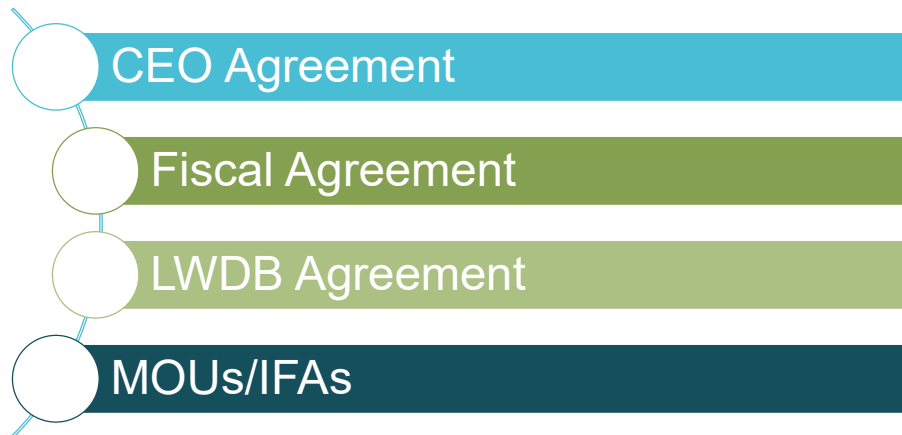 CEO Agreement
Fiscal Agreement
LWDB Agreement
MOUs/IFAs